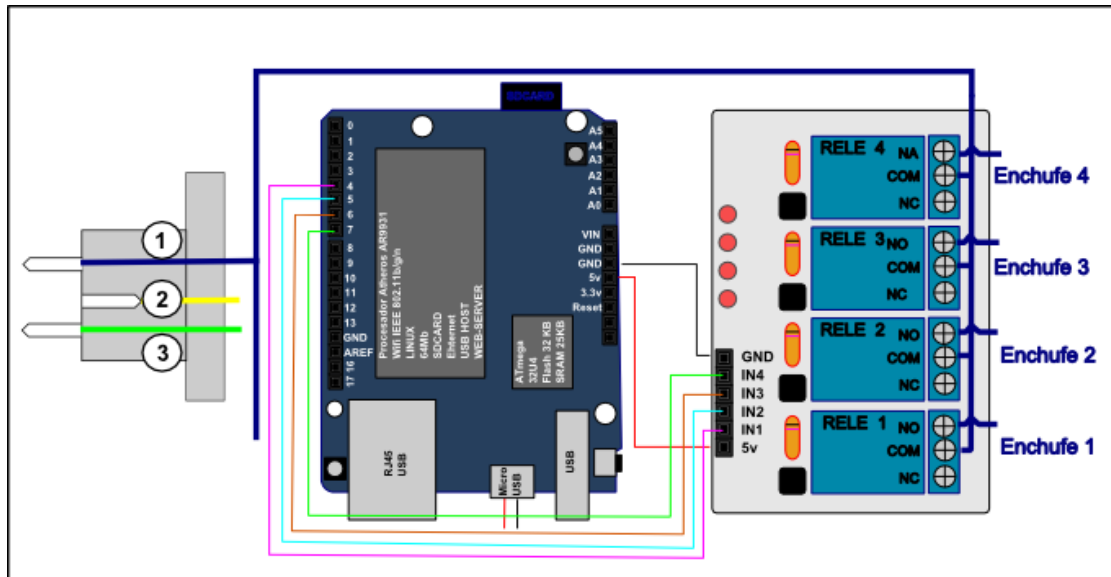 1
2
3
SDCARD
0
1
2
3
4
5
6
7
8
9
10
11
12
13
GND
AREF
16
17
Procesador Atheros AR9931
Wifi IEEE 802.11b/g/n
LINUX
64Mb
SDCARD
Ehternet
USB HOST
WEB-SERVER
ATmega
32U4
Flash 32 KB
SRAM 25KB
A5
A4
A3
A2
A1
A0
VIN
GND
GND
5v
3.3v
Reset
RJ45
USB
Micro
USB
USB
GND
IN4
IN3
IN2
IN1
5v
RELE 4
NA
COM
NC
Enchufe 4
RELE 3
NO
COM
NC
Enchufe 3
RELE 2
NO
COM
NC
Enchufe 2
RELE 1
NO
COM
NC
Enchufe 1